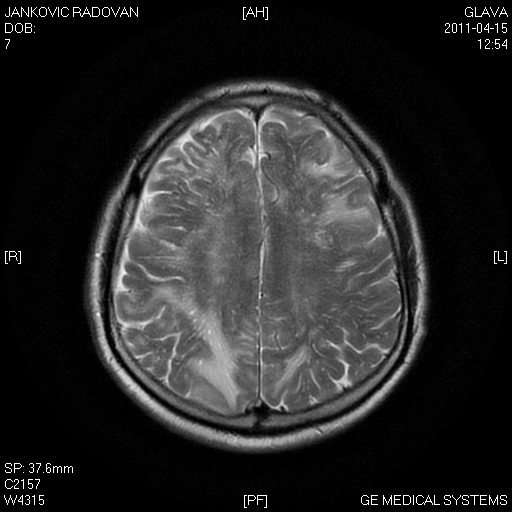 JANKOVIC RADOVAN
DOB:
7
[AH]
GLAVA
2011-04-15
12:54
[R]
[L]
SP: 37.6mm
C2157
W4315
[PF]
GE MEDICAL SYSTEMS